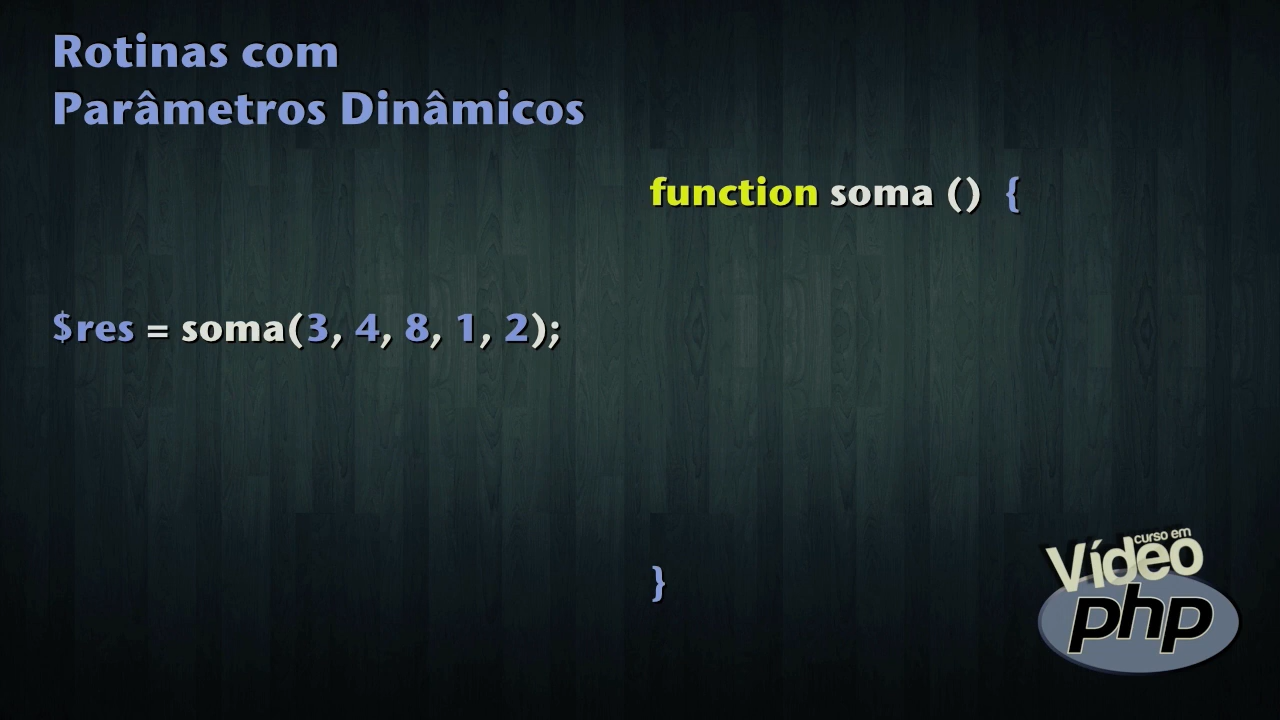 Rotinas com
Parâmetros Dinâmicos
function soma () {
$res = soma(3, 4, 8, 1, 2);
}
curso em
Vídeo
php